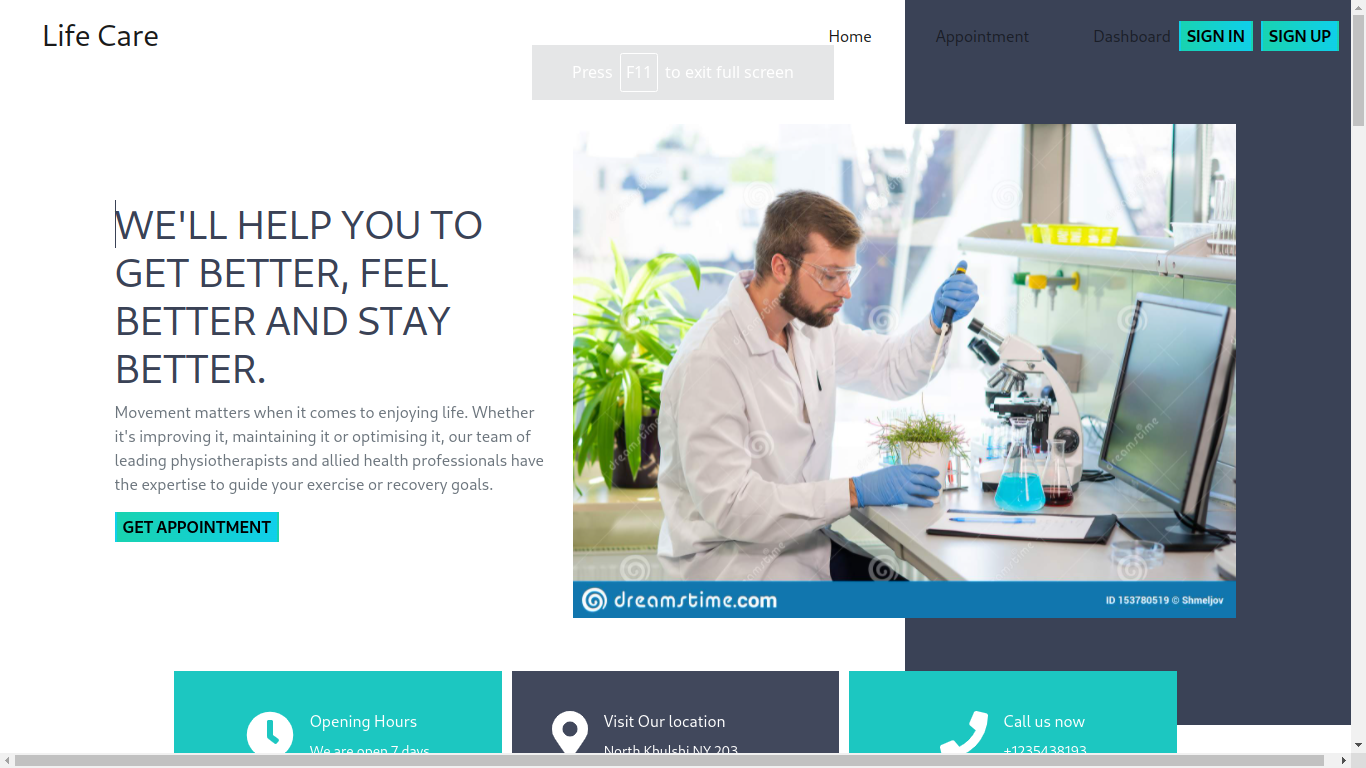 Life Care
Home
Appointment
Dashboard
SIGN IN
SIGN UP
Press F11 to exit full screen
WE'LL HELP YOU TO
GET BETTER, FEEL
BETTER AND STAY
BETTER.
Movement matters when it comes to enjoying life. Whether
it's improving it, maintaining it or optimising it, our team of
leading physiotherapists and allied health professionals have
the expertise to guide your exercise or recovery goals.
GET APPOINTMENT
dreamstime
dreamstime
dreamstime
dreamstime.com
ID 153780519 © Shmeljov
Opening Hours
We are open 7 days
Visit Our location
North Khulshi NY 203
Call us now
+1235438193